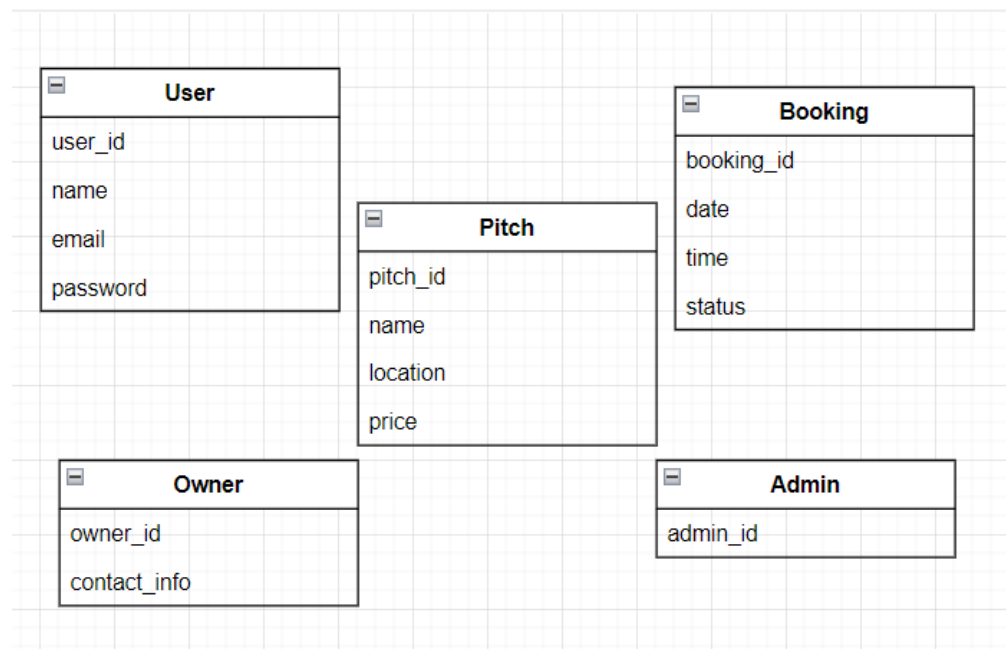 User
user_id
name
email
password
Booking
booking_id
date
time
status
Pitch
pitch_id
name
location
price
Owner
owner_id
contact_info
Admin
admin_id